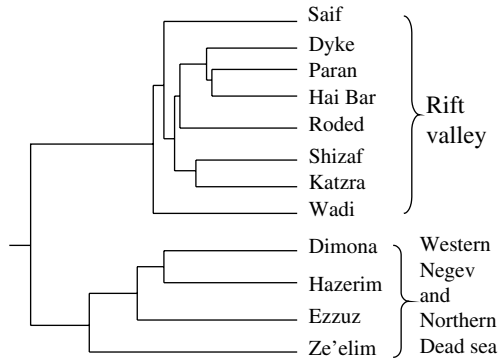 Saif
Dyke
Paran
Hai Bar
Roded
Shizaf
Katzra
Wadi
Rift
valley
Dimona
Hazerim
Ezzuz
Ze'elim
Western
Negev
and
Northern
Dead sea